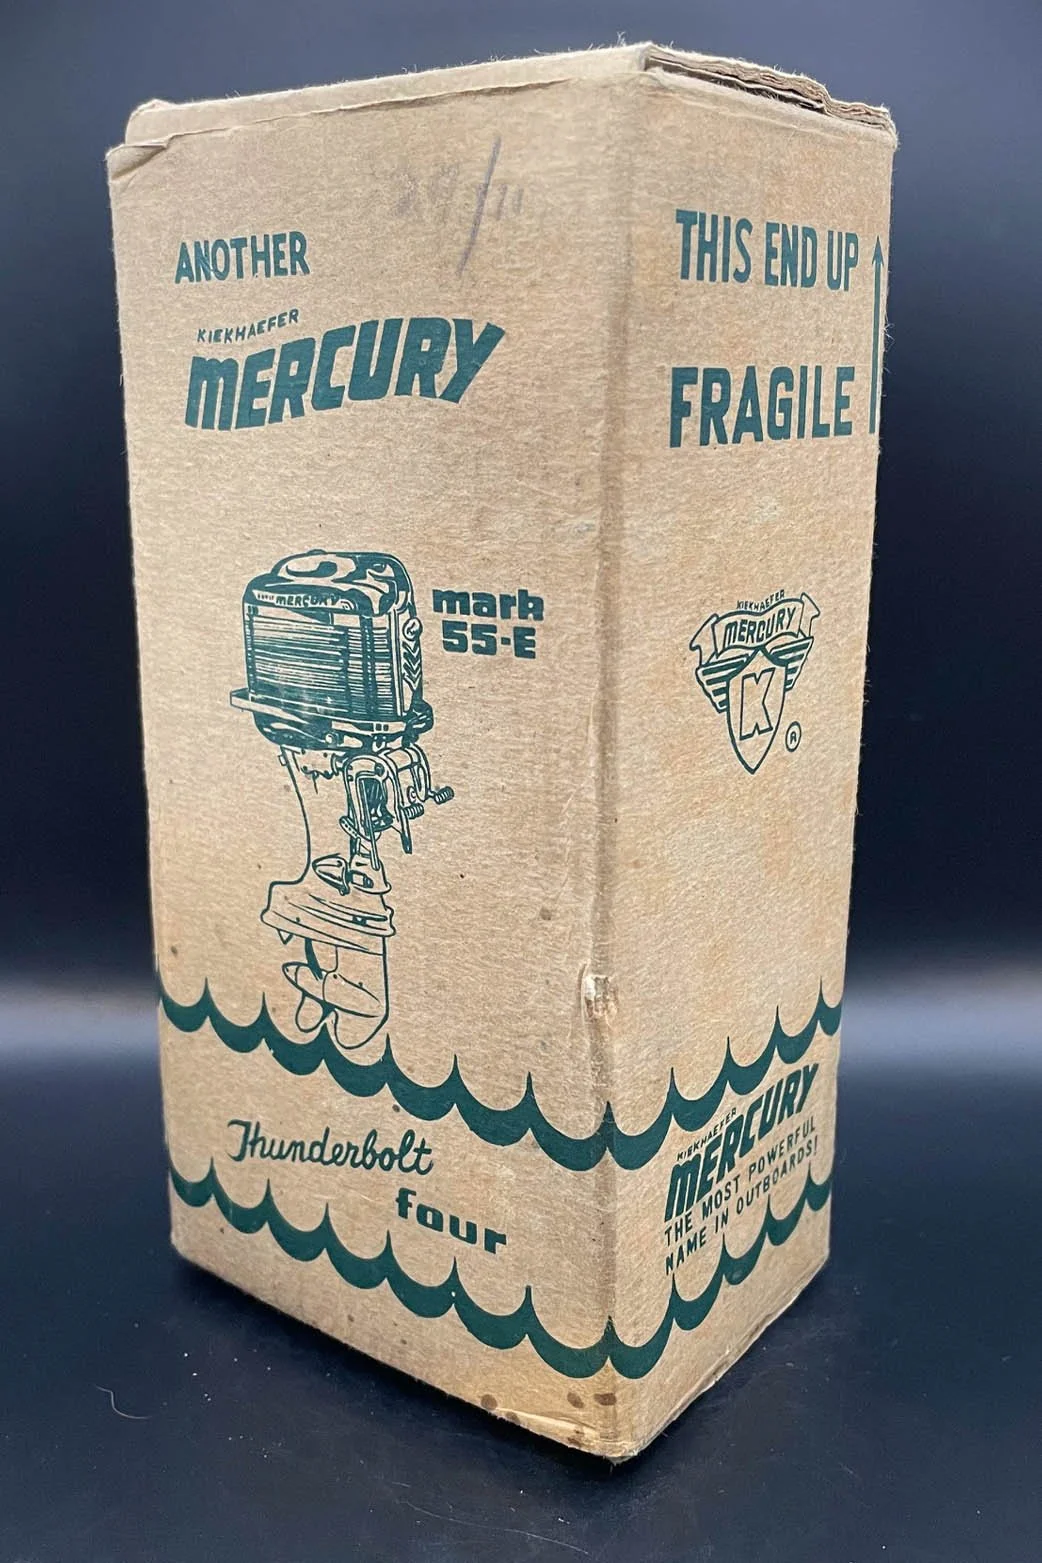 ANOTHER
KIEKHAEFER
MERCURY
MERCURY
mark
55-E
Thunderbolt
four
THIS END UP
FRAGILE
KIEKHAEFER
MERCURY
K
®
KIEKHAEFER
MERCURY
THE MOST POWERFUL
NAME IN OUTBOARDS!